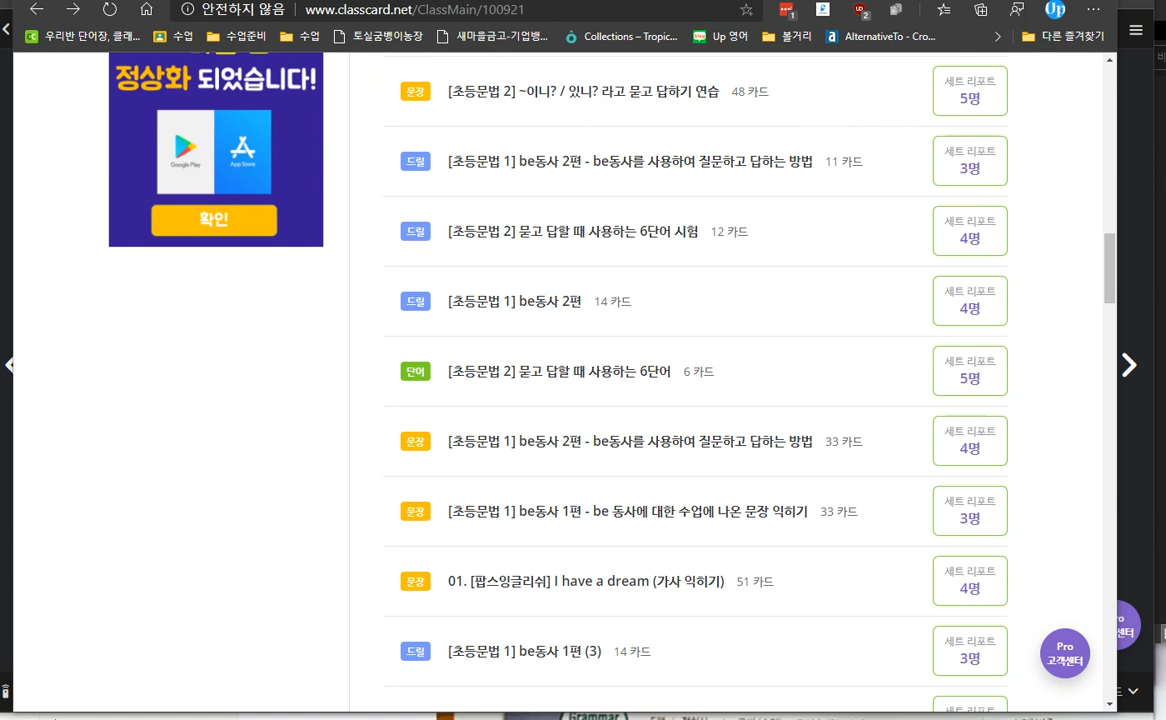 안전하지 않음 www.classcard.net/ClassMain/100921
우리반 단어장, 클래... 수업 수업준비 수업 토실굼벵이농장 새마을금고-기업뱅... Collections – Tropic... Up 영어 볼거리 AlternativeTo - Cro... 다른 즐겨찾기
정상화 되었습니다!
Google Play App Store
확인
문장 [초등문법 2] ~이니? / 있니? 라고 묻고 답하기 연습 48 카드
세트 리포트
5명
드릴 [초등문법 1] be동사 2편 - be동사를 사용하여 질문하고 답하는 방법 11 카드
세트 리포트
3명
드릴 [초등문법 2] 묻고 답할 때 사용하는 6단어 시험 12 카드
세트 리포트
4명
드릴 [초등문법 1] be동사 2편 14 카드
세트 리포트
4명
단어 [초등문법 2] 묻고 답할 때 사용하는 6단어 6 카드
세트 리포트
5명
문장 [초등문법 1] be동사 2편 - be동사를 사용하여 질문하고 답하는 방법 33 카드
세트 리포트
4명
문장 [초등문법 1] be동사 1편 - be 동사에 대한 수업에 나온 문장 익히기 33 카드
세트 리포트
3명
문장 01. [팝스잉글리쉬] I have a dream (가사 익히기) 51 카드
세트 리포트
4명
드릴 [초등문법 1] be동사 1편 (3) 14 카드
세트 리포트
3명
Pro
고객센터
세트 리포트
Grammar